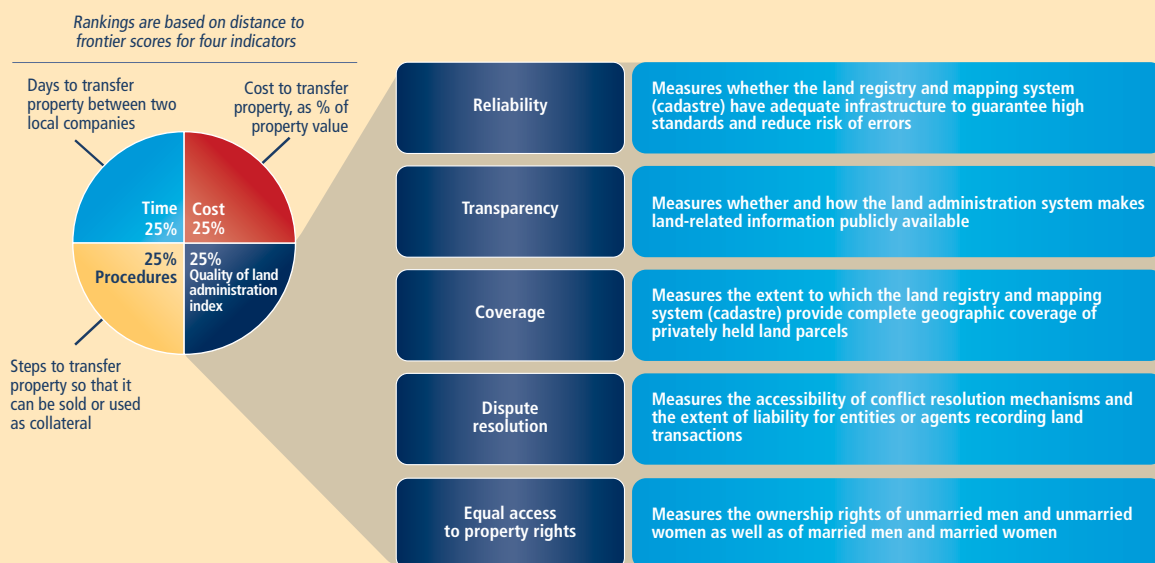 Rankings are based on distance to
frontier scores for four indicators
Days to transfer
property between two
local companies
Cost to transfer
property, as % of
property value
Time
25%
Cost
25%
25%
Procedures
25%
Quality of land
administration
index
Steps to transfer
property so that it
can be sold or used
as collateral
Reliability
Measures whether the land registry and mapping system
(cadastre) have adequate infrastructure to guarantee high
standards and reduce risk of errors
Transparency
Measures whether and how the land administration system makes
land-related information publicly available
Coverage
Measures the extent to which the land registry and mapping
system (cadastre) provide complete geographic coverage of
privately held land parcels
Dispute
resolution
Measures the accessibility of conflict resolution mechanisms and
the extent of liability for entities or agents recording land
transactions
Equal access
to property rights
Measures the ownership rights of unmarried men and unmarried
women as well as of married men and married women